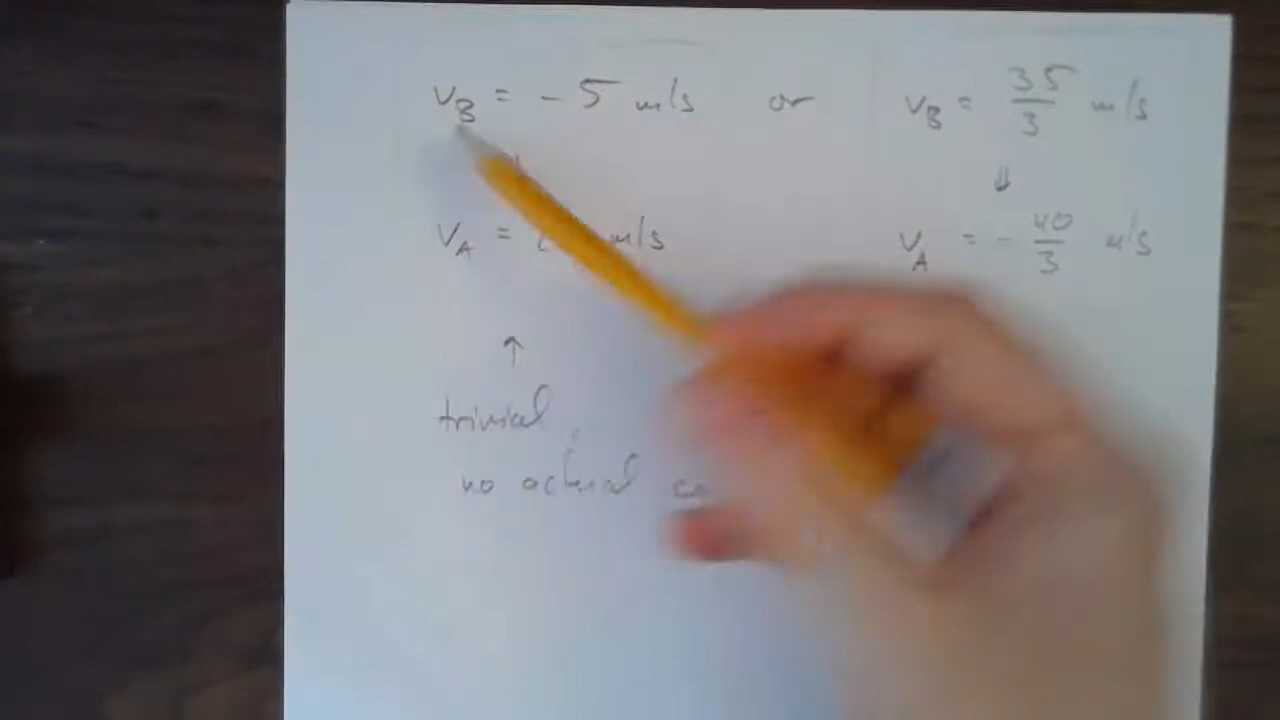 v_B = - 5 m/s or v_B = 35/3 m/s
⇓
v_A = m/s v_A = - 40/3 m/s
↑
trivial,
no actual